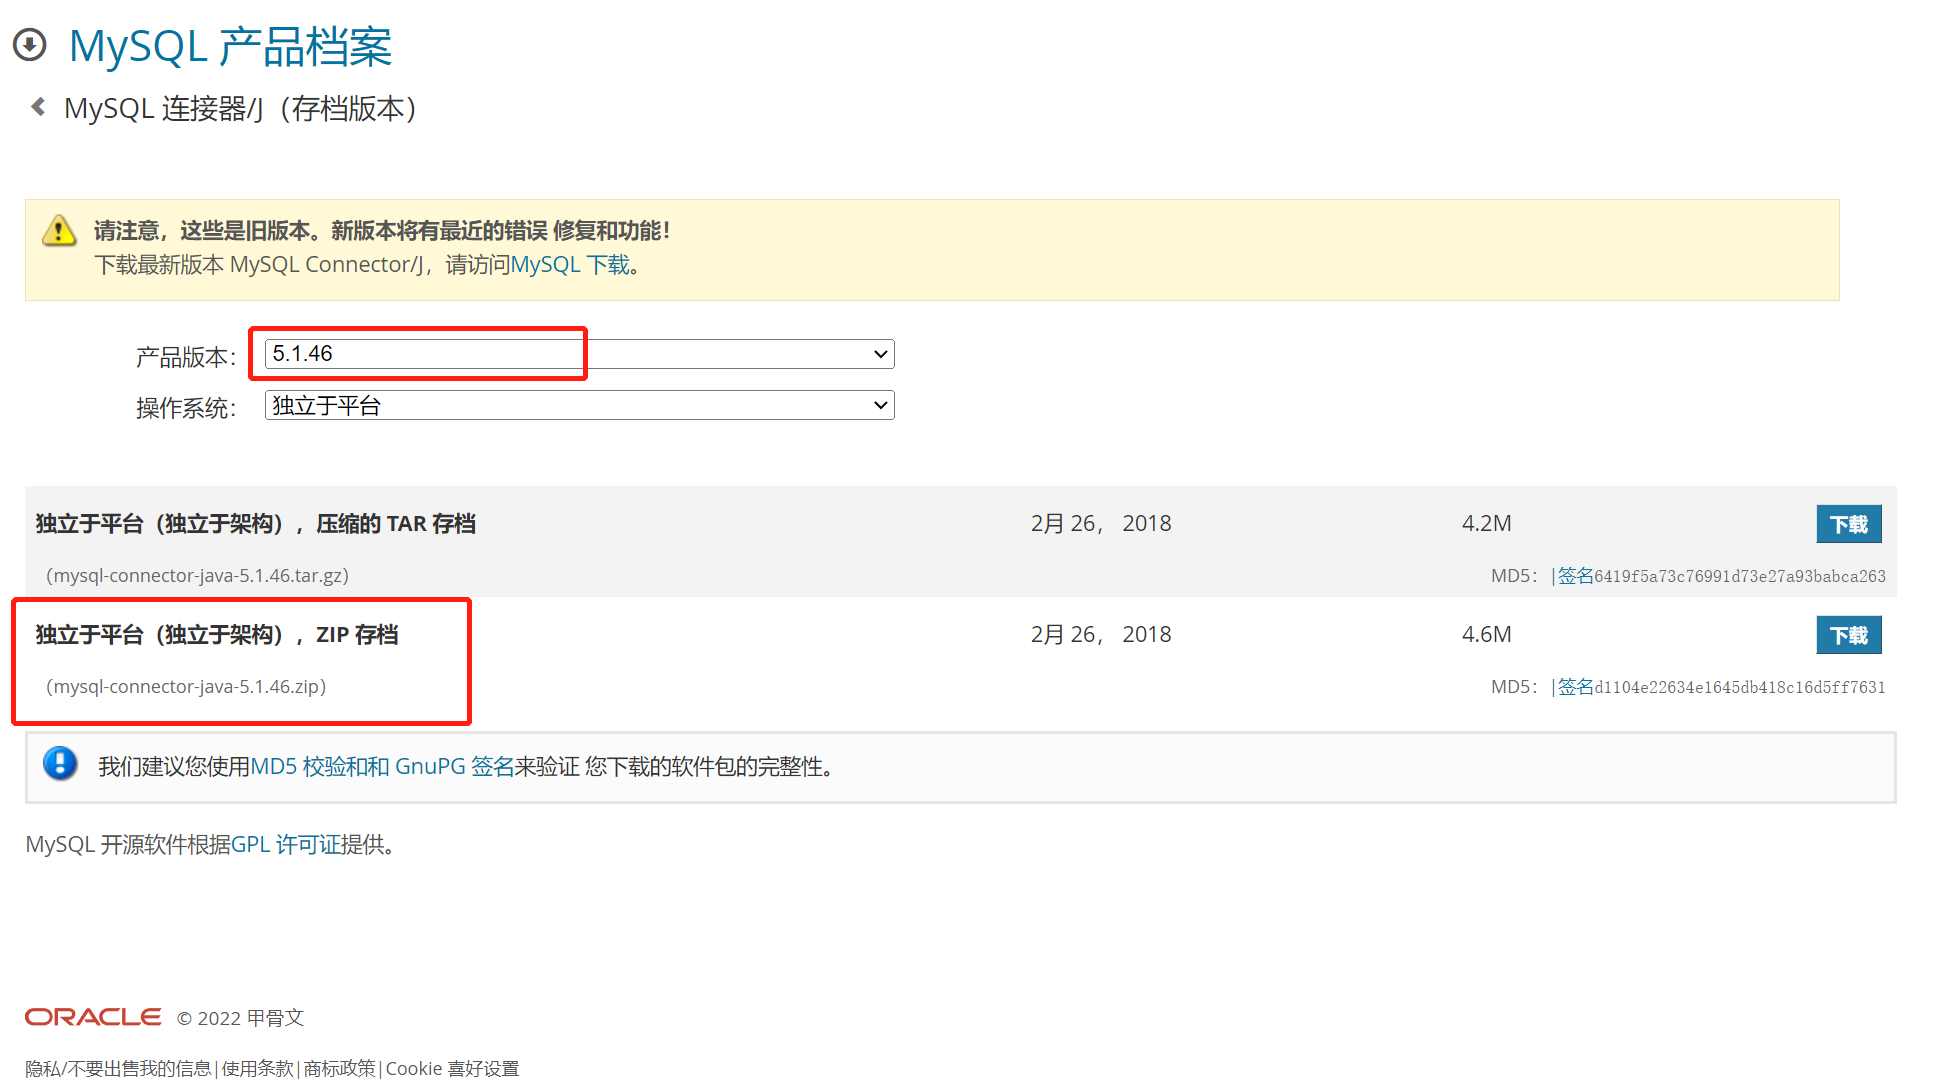 MySQL 产品档案
MySQL 连接器/J（存档版本）
请注意，这些是旧版本。新版本将有最近的错误 修复和功能！
下载最新版本 MySQL Connector/J，请访问MySQL 下载。
产品版本： 5.1.46
操作系统： 独立于平台
独立于平台（独立于架构），压缩的 TAR 存档 2月 26， 2018 4.2M 下载
（mysql-connector-java-5.1.46.tar.gz） MD5： |签名6419f5a73c76991d73e27a93babca263
独立于平台（独立于架构），ZIP 存档 2月 26， 2018 4.6M 下载
（mysql-connector-java-5.1.46.zip） MD5： |签名d1104e22634e1645db418c16d5ff7631
我们建议您使用MD5 校验和和 GnuPG 签名来验证 您下载的软件包的完整性。
MySQL 开源软件根据GPL 许可证提供。
ORACLE © 2022 甲骨文
隐私/不要出售我的信息|使用条款|商标政策|Cookie 喜好设置